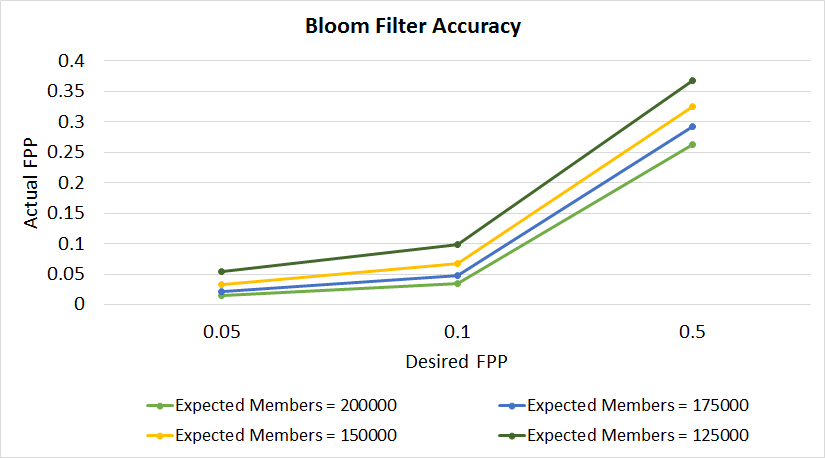 Bloom Filter Accuracy
0.4
0.35
0.3
0.25
0.2
0.15
0.1
0.05
0
Actual FPP
0.05 0.1 0.5
Desired FPP
Expected Members = 200000 Expected Members = 175000
Expected Members = 150000 Expected Members = 125000